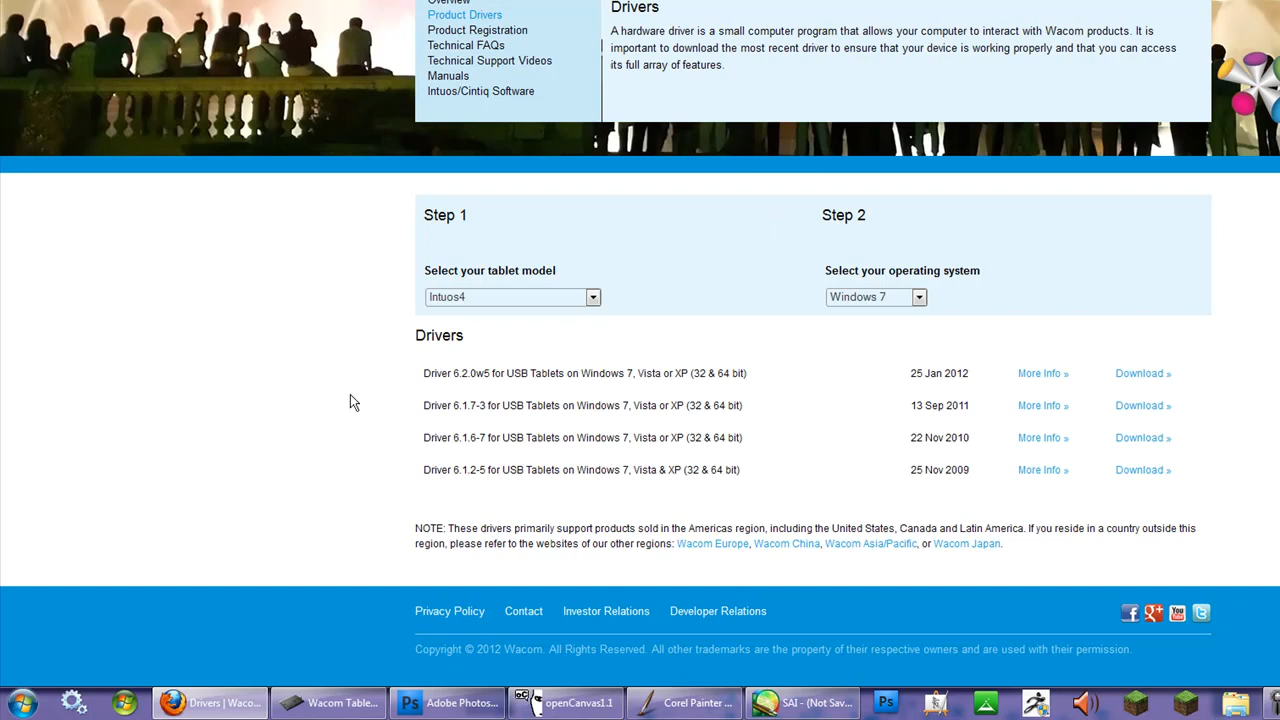 Overview
Product Drivers
Product Registration
Technical FAQs
Technical Support Videos
Manuals
Intuos/Cintiq Software
Drivers
A hardware driver is a small computer program that allows your computer to interact with Wacom products. It is
important to download the most recent driver to ensure that your device is working properly and that you can access
its full array of features.
Step 1
Step 2
Select your tablet model
Select your operating system
Intuos4
Windows 7
Drivers
Driver 6.2.0w5 for USB Tablets on Windows 7, Vista or XP (32 & 64 bit) 25 Jan 2012 More Info » Download »
Driver 6.1.7-3 for USB Tablets on Windows 7, Vista or XP (32 & 64 bit) 13 Sep 2011 More Info » Download »
Driver 6.1.6-7 for USB Tablets on Windows 7, Vista or XP (32 & 64 bit) 22 Nov 2010 More Info » Download »
Driver 6.1.2-5 for USB Tablets on Windows 7, Vista & XP (32 & 64 bit) 25 Nov 2009 More Info » Download »
NOTE: These drivers primarily support products sold in the Americas region, including the United States, Canada and Latin America. If you reside in a country outside this
region, please refer to the websites of our other regions: Wacom Europe, Wacom China, Wacom Asia/Pacific, or Wacom Japan.
Privacy Policy Contact Investor Relations Developer Relations
Copyright © 2012 Wacom. All Rights Reserved. All other trademarks are the property of their respective owners and are used with their permission.
Drivers | Waco... Wacom Table... Ps Adobe Photos... openCanvas1.1 Corel Painter ... SAI - (Not Sav... Ps